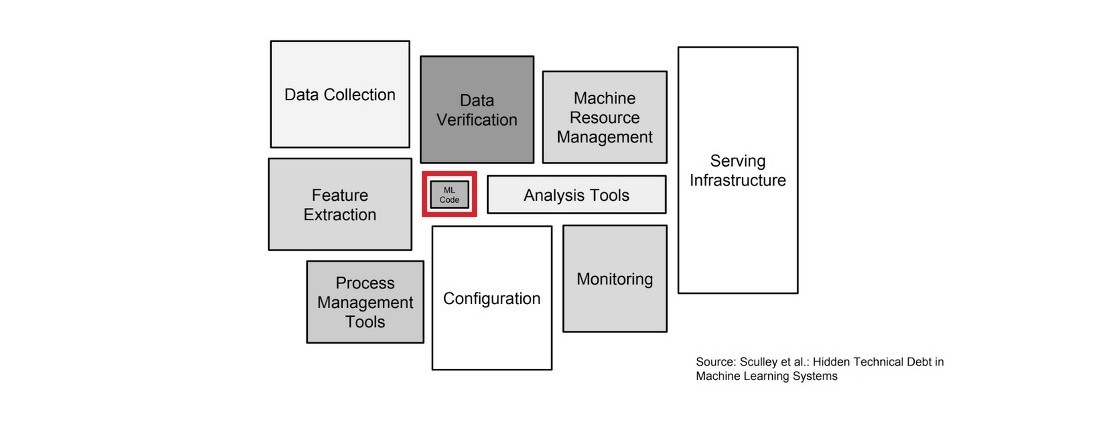 Data Collection
Data
Verification
Machine
Resource
Management
Serving
Infrastructure
Feature
Extraction
ML
Code
Analysis Tools
Process
Management
Tools
Configuration
Monitoring
Source: Sculley et al.: Hidden Technical Debt in
Machine Learning Systems